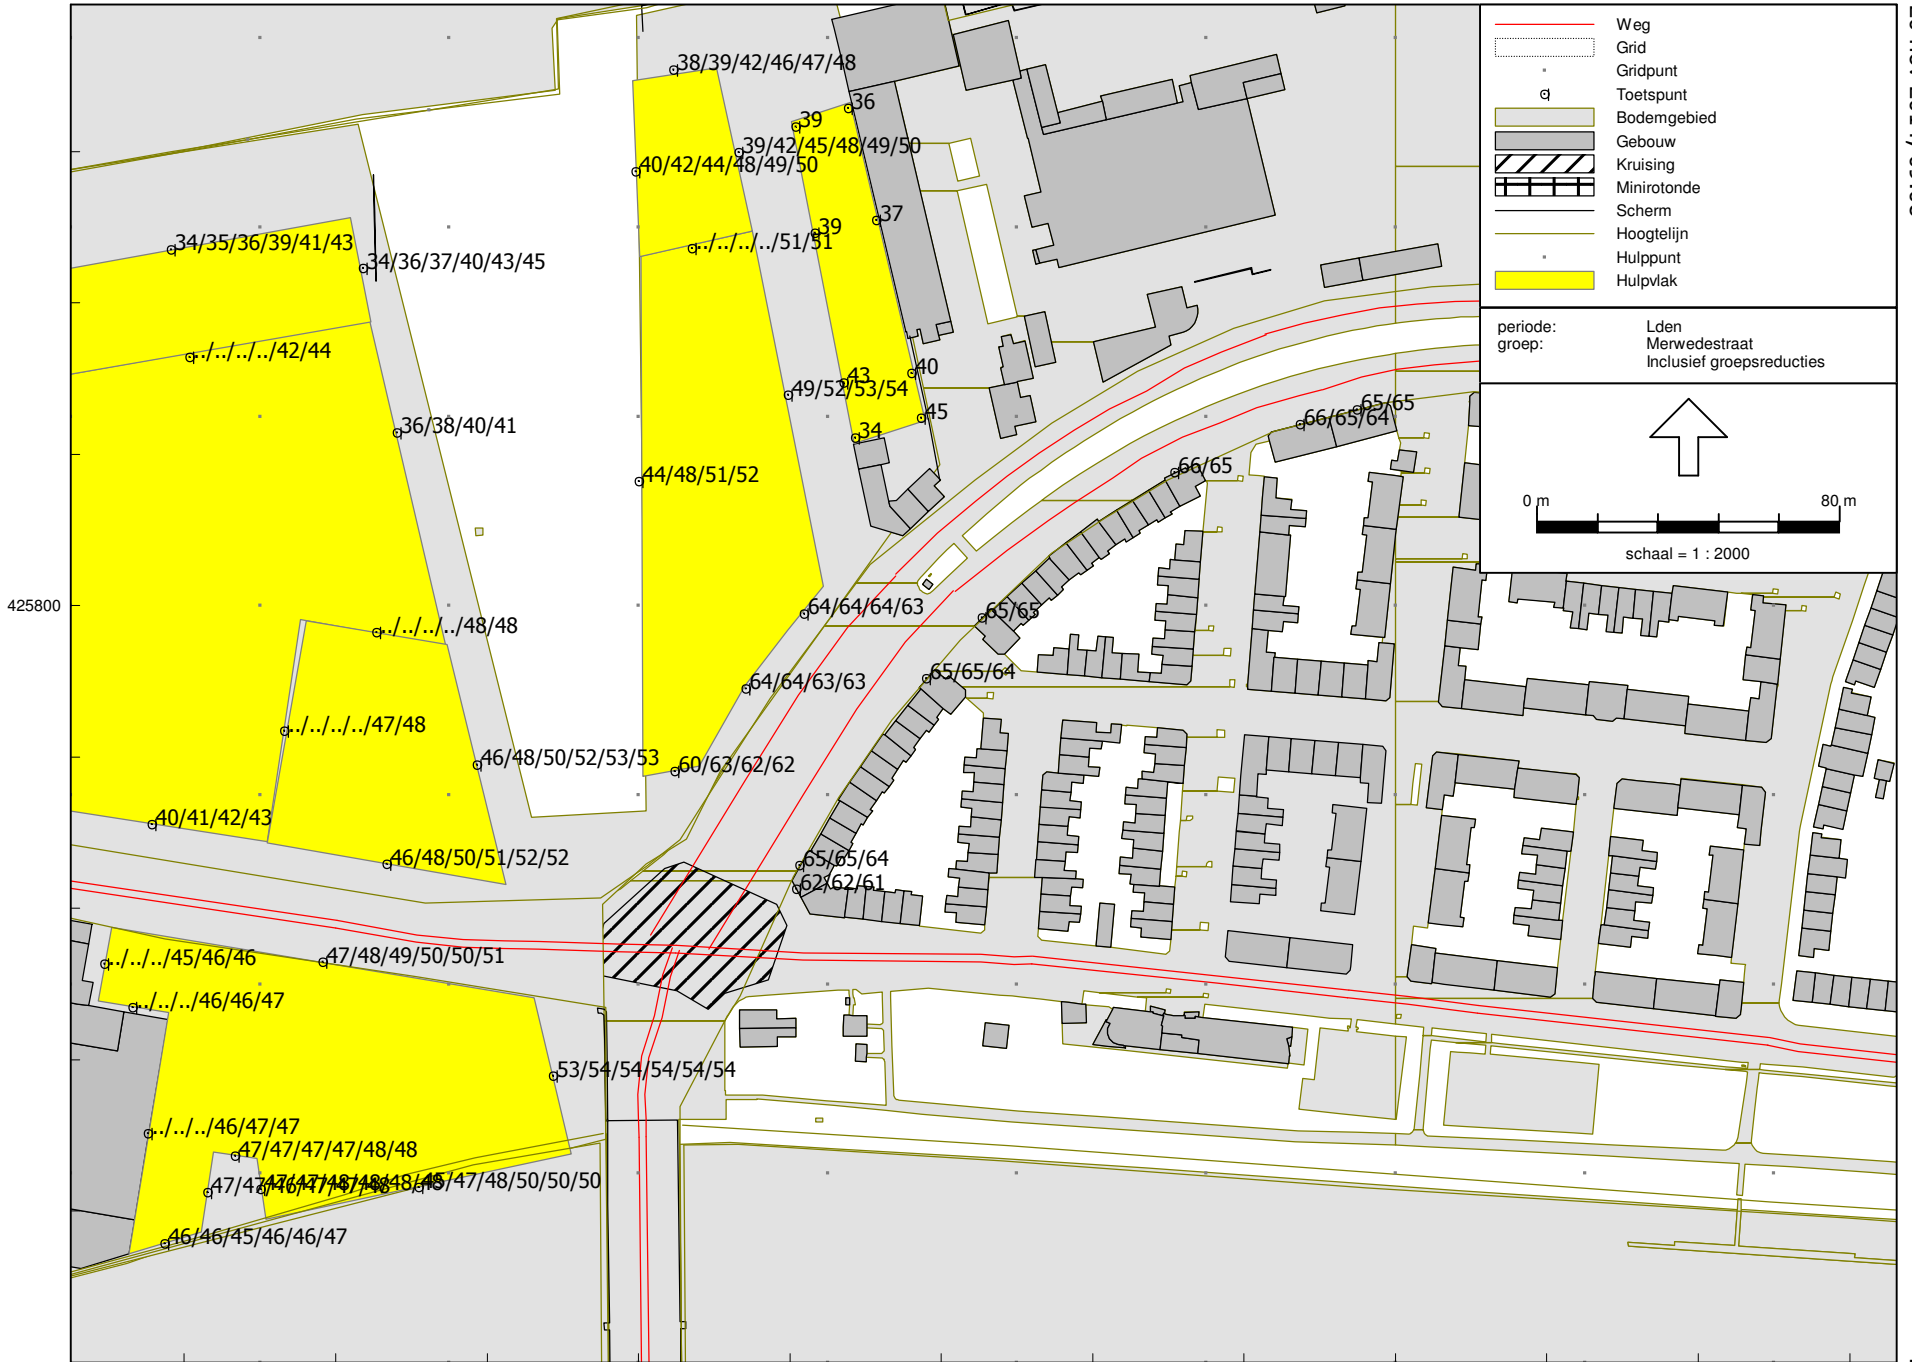 Weg
Grid
Gridpunt
Toetspunt
Bodemgebied
Gebouw
Kruising
Minirotonde
Scherm
Hoogtelijn
Hulppunt
Hulpvlak
periode: Lden
groep: Merwedestraat
Inclusief groepsreducties
0 m 80 m
schaal = 1 : 2000
38/39/42/46/47/48
36
39
39/42/45/48/49/50
40/42/44/48/49/50
37
39
../../../../51/51
34/35/36/39/41/43
34/36/37/40/43/45
../../../../42/44
40
43
49/52/53/54
45
34
36/38/40/41
65/65
66/65/64
66/65
44/48/51/52
425800
64/64/64/63
65/65
../../../../48/48
65/65/64
64/64/63/63
../../../../47/48
46/48/50/52/53/53
60/63/62/62
40/41/42/43
46/48/50/51/52/52
65/65/64
62/62/61
../../../45/46/46
47/48/49/50/50/51
../../../46/46/47
53/54/54/54/54/54
../../../46/47/47
47/47/47/47/48/48
47/47/46/47/47/48
45/47/48/50/50/50
46/46/45/46/46/47